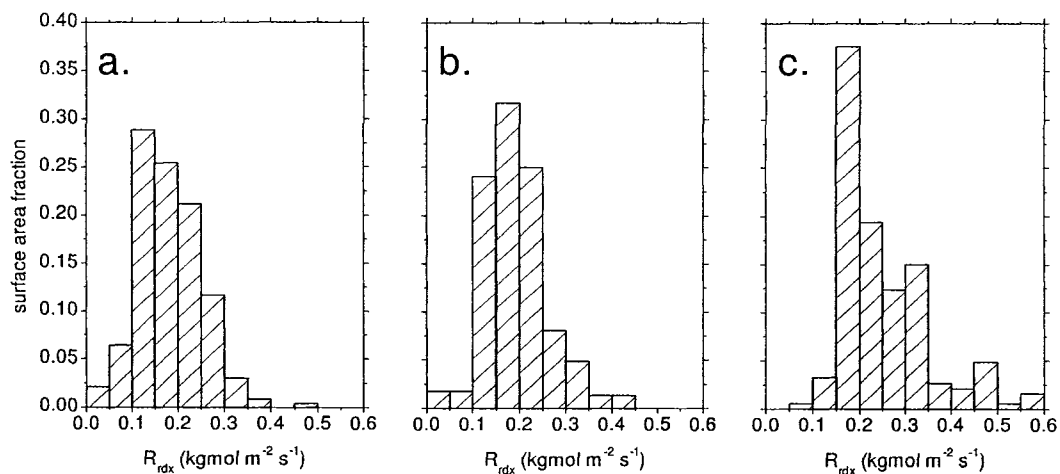 a.
b.
c.
surface area fraction
0.40
0.35
0.30
0.25
0.20
0.15
0.10
0.05
0.00
0.0 0.1 0.2 0.3 0.4 0.5 0.6
0.0 0.1 0.2 0.3 0.4 0.5 0.6
0.0 0.1 0.2 0.3 0.4 0.5 0.6
R_rdx (kgmol m⁻² s⁻¹)
R_rdx (kgmol m⁻² s⁻¹)
R_rdx (kgmol m⁻² s⁻¹)